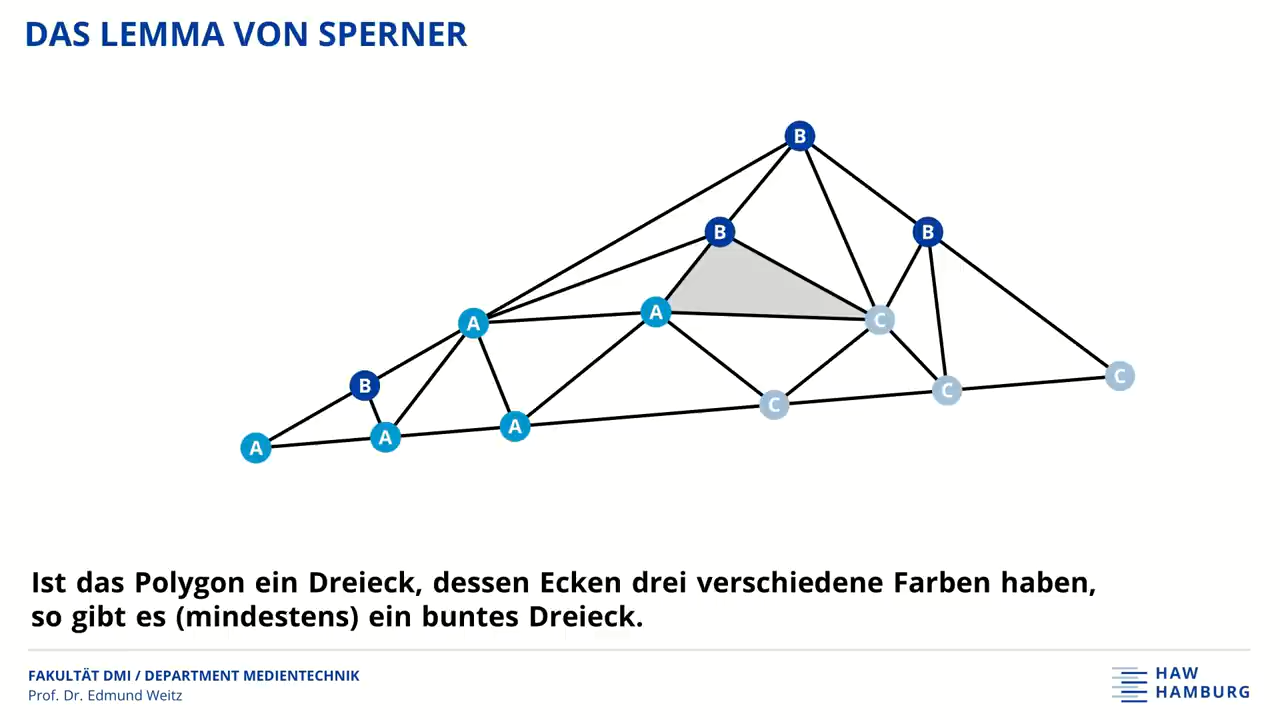 DAS LEMMA VON SPERNER
B
B
B
A
A
C
B
C
C
C
A
A
A
Ist das Polygon ein Dreieck, dessen Ecken drei verschiedene Farben haben,
so gibt es (mindestens) ein buntes Dreieck.
FAKULTÄT DMI / DEPARTMENT MEDIENTECHNIK
Prof. Dr. Edmund Weitz
HAW
HAMBURG